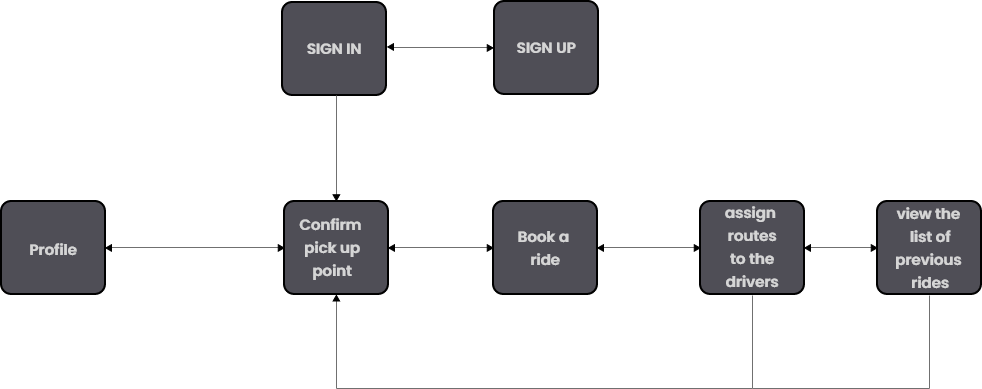 SIGN IN
SIGN UP
Profile
Confirm
pick up
point
Book a
ride
assign
routes
to the
drivers
view the
list of
previous
rides